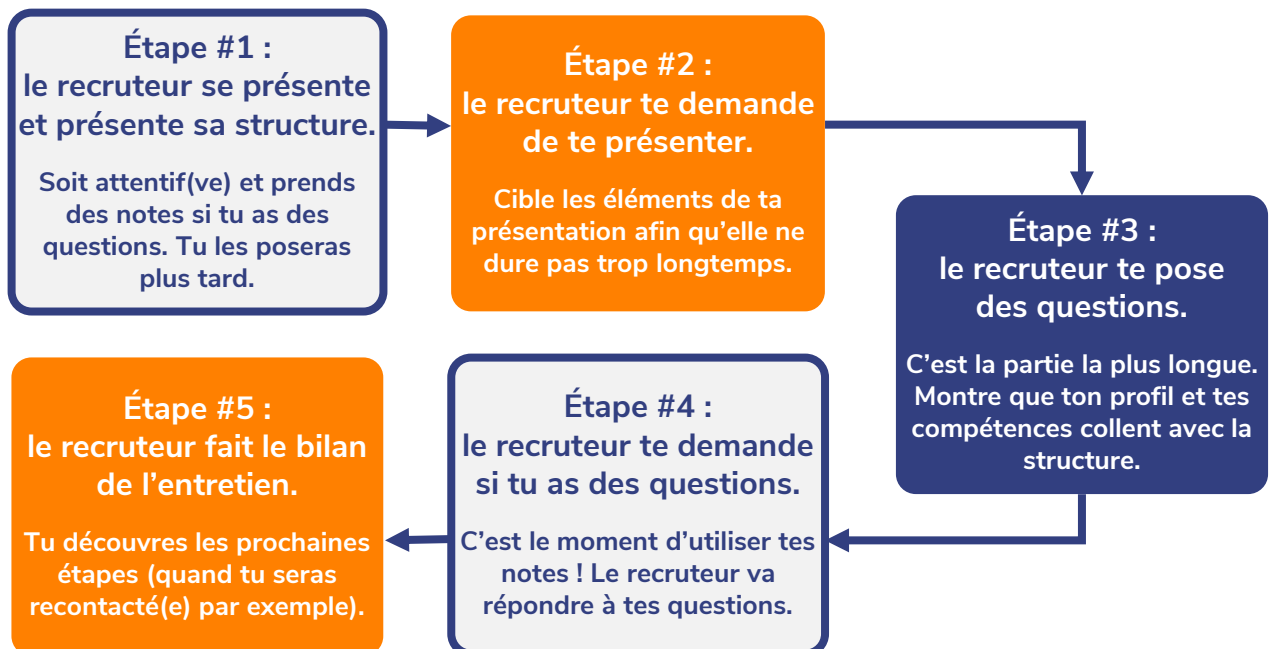 Étape #1 :
le recruteur se présente
et présente sa structure.
Soit attentif(ve) et prends
des notes si tu as des
questions. Tu les poseras
plus tard.
Étape #2 :
le recruteur te demande
de te présenter.
Cible les éléments de ta
présentation afin qu’elle ne
dure pas trop longtemps.
Étape #3 :
le recruteur te pose
des questions.
C’est la partie la plus longue.
Montre que ton profil et tes
compétences collent avec la
structure.
Étape #4 :
le recruteur te demande
si tu as des questions.
C’est le moment d’utiliser tes
notes ! Le recruteur va
répondre à tes questions.
Étape #5 :
le recruteur fait le bilan
de l’entretien.
Tu découvres les prochaines
étapes (quand tu seras
recontacté(e) par exemple).